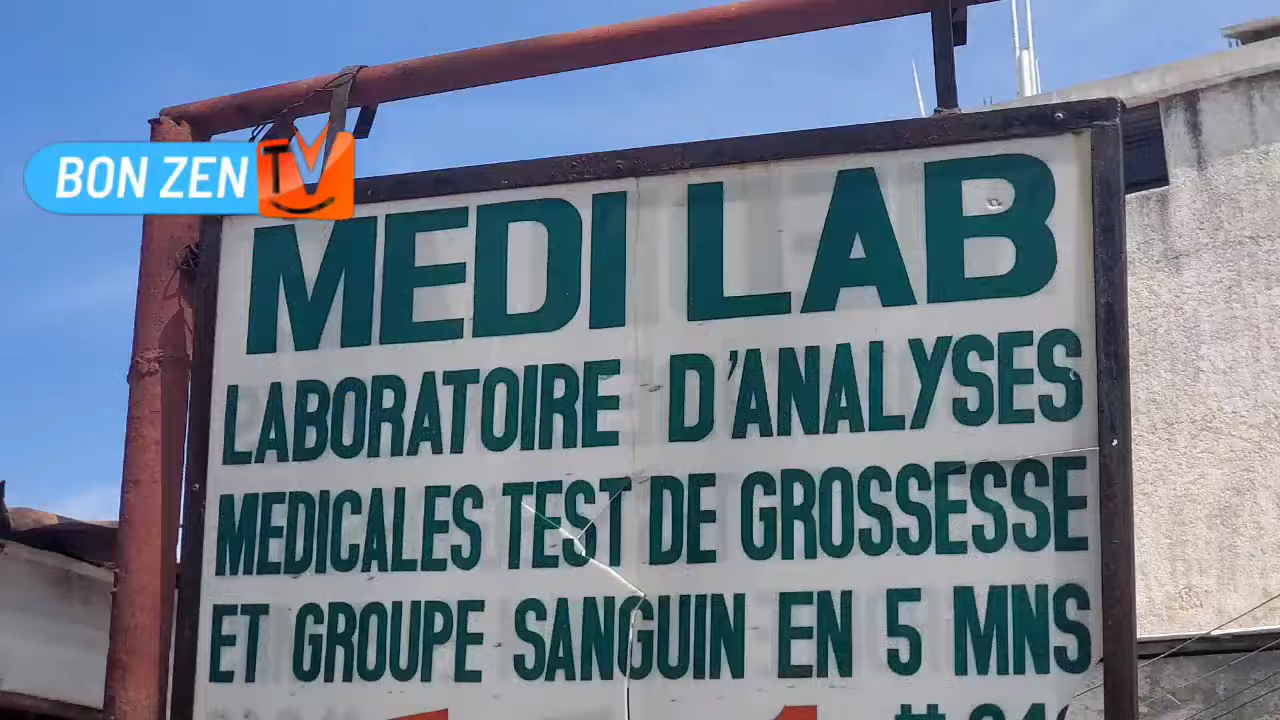 BON ZEN TV
MEDI LAB
LABORATOIRE D'ANALYSES
MEDICALES TEST DE GROSSESSE
ET GROUPE SANGUIN EN 5 MNS